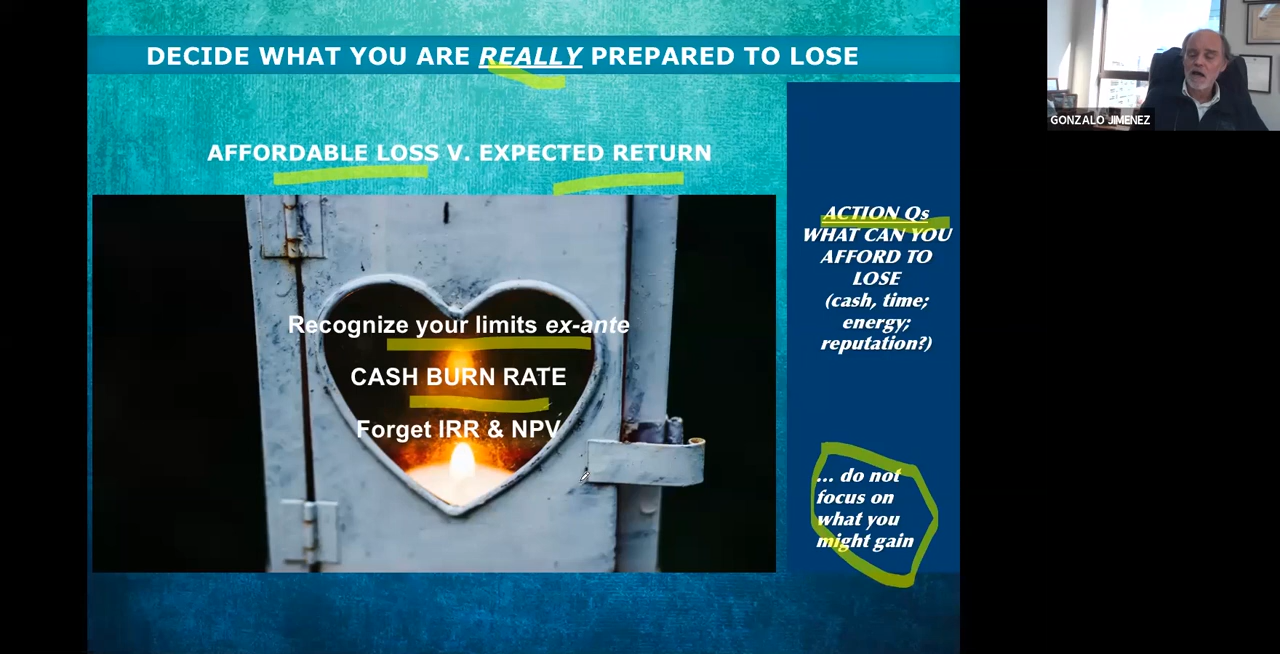 DECIDE WHAT YOU ARE REALLY PREPARED TO LOSE
AFFORDABLE LOSS V. EXPECTED RETURN
Recognize your limits ex-ante
CASH BURN RATE
Forget IRR & NPV
ACTION Qs
WHAT CAN YOU
AFFORD TO
LOSE
(cash, time;
energy;
reputation?)
... do not
focus on
what you
might gain
GONZALO JIMENEZ